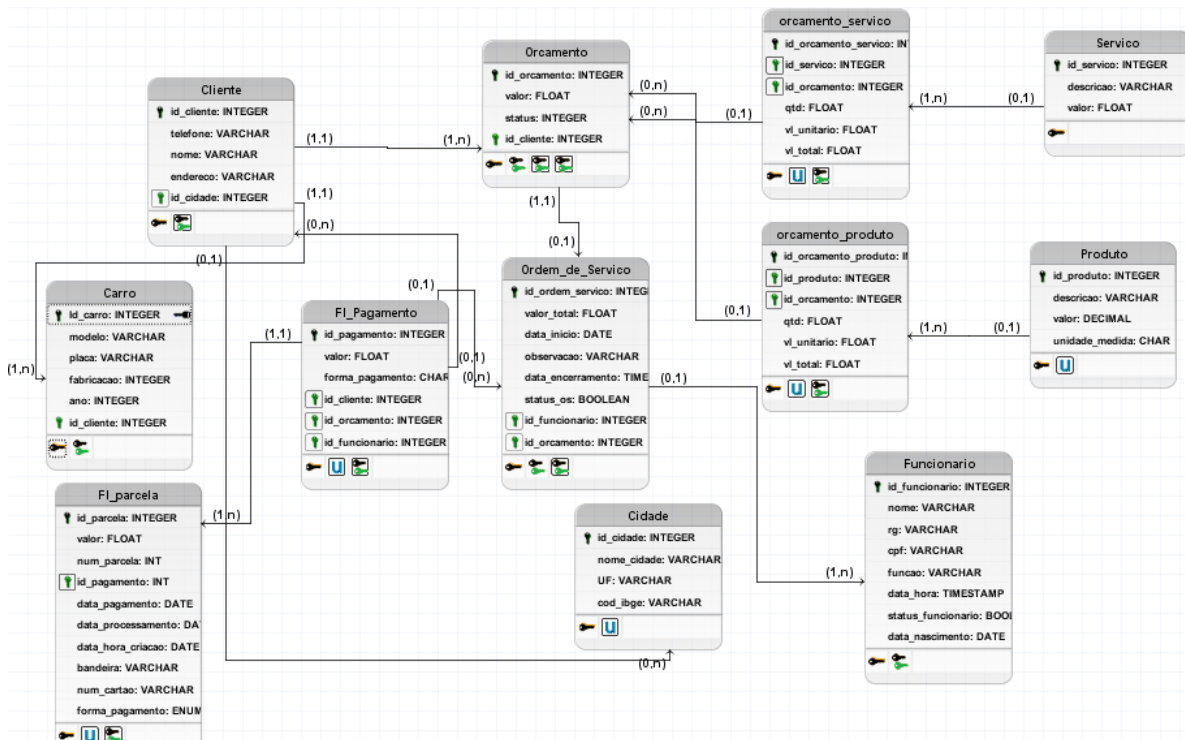 orcamento_servico
id_orcamento_servico: IN
id_servico: INTEGER
id_orcamento: INTEGER
qtd: FLOAT
vl_unitario: FLOAT
vl_total: FLOAT
Servico
id_servico: INTEGER
descricao: VARCHAR
valor: FLOAT
Orcamento
id_orcamento: INTEGER
valor: FLOAT
status: INTEGER
id_cliente: INTEGER
Cliente
id_cliente: INTEGER
telefone: VARCHAR
nome: VARCHAR
endereco: VARCHAR
id_cidade: INTEGER
(1,1)
(1,n)
(0,n)
(0,n)
(0,1)
(1,n)
(0,1)
(1,1)
(0,n)
(0,1)
(1,1)
(0,1)
orcamento_produto
id_orcamento_produto: I
id_produto: INTEGER
id_orcamento: INTEGER
qtd: FLOAT
vl_unitario: FLOAT
vl_total: FLOAT
Produto
id_produto: INTEGER
descricao: VARCHAR
valor: DECIMAL
unidade_medida: CHAR
(0,1)
(1,n)
(0,1)
Carro
Id_carro: INTEGER
modelo: VARCHAR
placa: VARCHAR
fabricacao: INTEGER
ano: INTEGER
id_cliente: INTEGER
(1,n)
(1,1)
FI_Pagamento
id_pagamento: INTEGER
valor: FLOAT
forma_pagamento: CHAR
id_cliente: INTEGER
id_orcamento: INTEGER
id_funcionario: INTEGER
(0,1)
(0,1)
(0,n)
Ordem_de_Servico
id_ordem_servico: INTEG
valor_total: FLOAT
data_inicio: DATE
observacao: VARCHAR
data_encerramento: TIME
status_os: BOOLEAN
id_funcionario: INTEGER
id_orcamento: INTEGER
(0,1)
FI_parcela
id_parcela: INTEGER
valor: FLOAT
num_parcela: INT
id_pagamento: INT
data_pagamento: DATE
data_processamento: DA
data_hora_criacao: DATE
bandeira: VARCHAR
num_cartao: VARCHAR
forma_pagamento: ENUM
(1,n)
Cidade
id_cidade: INTEGER
nome_cidade: VARCHAR
UF: VARCHAR
cod_ibge: VARCHAR
(0,n)
(1,n)
Funcionario
id_funcionario: INTEGER
nome: VARCHAR
rg: VARCHAR
cpf: VARCHAR
funcao: VARCHAR
data_hora: TIMESTAMP
status_funcionario: BOOL
data_nascimento: DATE